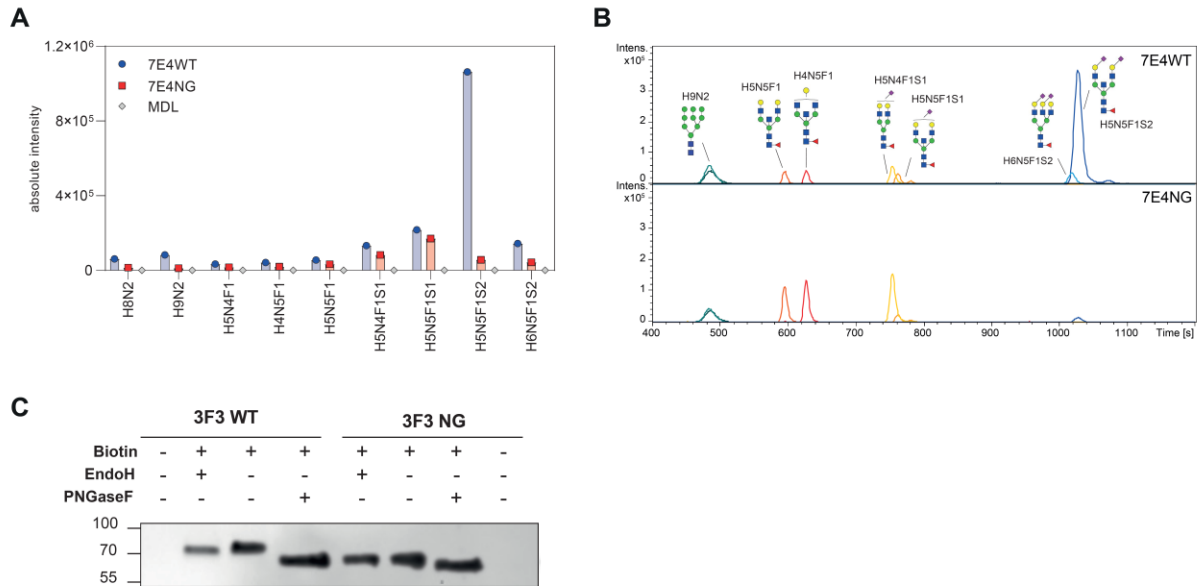 A
1.2×10⁶
8×10⁵
4×10⁵
0
absolute intensity
7E4WT
7E4NG
MDL
H8N2
H9N2
H5N4F1
H4N5F1
H5N5F1
H5N4F1S1
H5N5F1S1
H5N5F1S2
H6N5F1S2
B
Intens.
x10⁵
3
2
1
0
7E4WT
H9N2
H5N5F1
H4N5F1
H5N4F1S1
H5N5F1S1
H6N5F1S2
H5N5F1S2
Intens.
x10⁵
3
2
1
0
7E4NG
400 500 600 700 800 900 1000 1100 Time [s]
C
3F3 WT 3F3 NG
Biotin - + + + + + + -
EndoH - + - - + - - -
PNGaseF - - - + - - + -
100
70
55